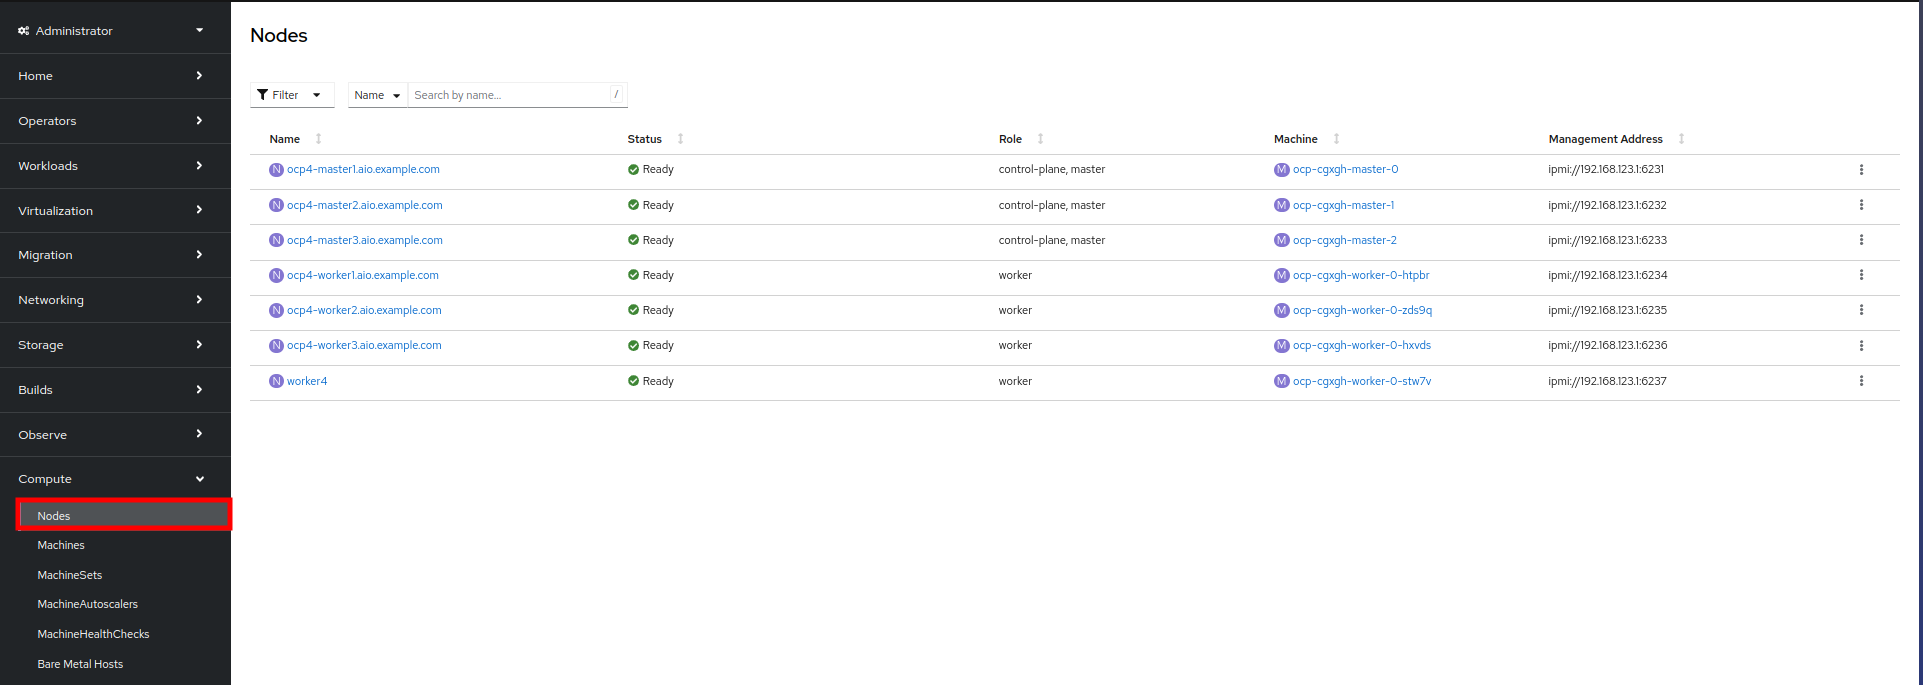 Administrator
Home
Operators
Workloads
Virtualization
Migration
Networking
Storage
Builds
Observe
Compute
Nodes
Machines
MachineSets
MachineAutoscalers
MachineHealthChecks
Bare Metal Hosts
Nodes
Filter Name Search by name... /
Name Status Role Machine Management Address
N ocp4-master1.aio.example.com Ready control-plane, master M ocp-cgxgh-master-0 ipmi://192.168.123.1:6231
N ocp4-master2.aio.example.com Ready control-plane, master M ocp-cgxgh-master-1 ipmi://192.168.123.1:6232
N ocp4-master3.aio.example.com Ready control-plane, master M ocp-cgxgh-master-2 ipmi://192.168.123.1:6233
N ocp4-worker1.aio.example.com Ready worker M ocp-cgxgh-worker-0-htpbr ipmi://192.168.123.1:6234
N ocp4-worker2.aio.example.com Ready worker M ocp-cgxgh-worker-0-zds9q ipmi://192.168.123.1:6235
N ocp4-worker3.aio.example.com Ready worker M ocp-cgxgh-worker-0-hxvds ipmi://192.168.123.1:6236
N worker4 Ready worker M ocp-cgxgh-worker-0-stw7v ipmi://192.168.123.1:6237